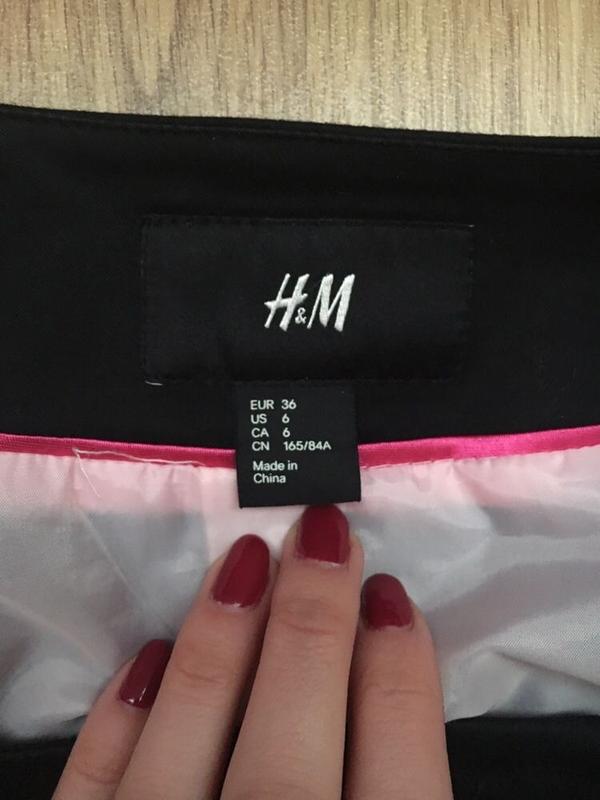 H&M
EUR 36
US 6
CA 6
CN 165/84A
Made in
China